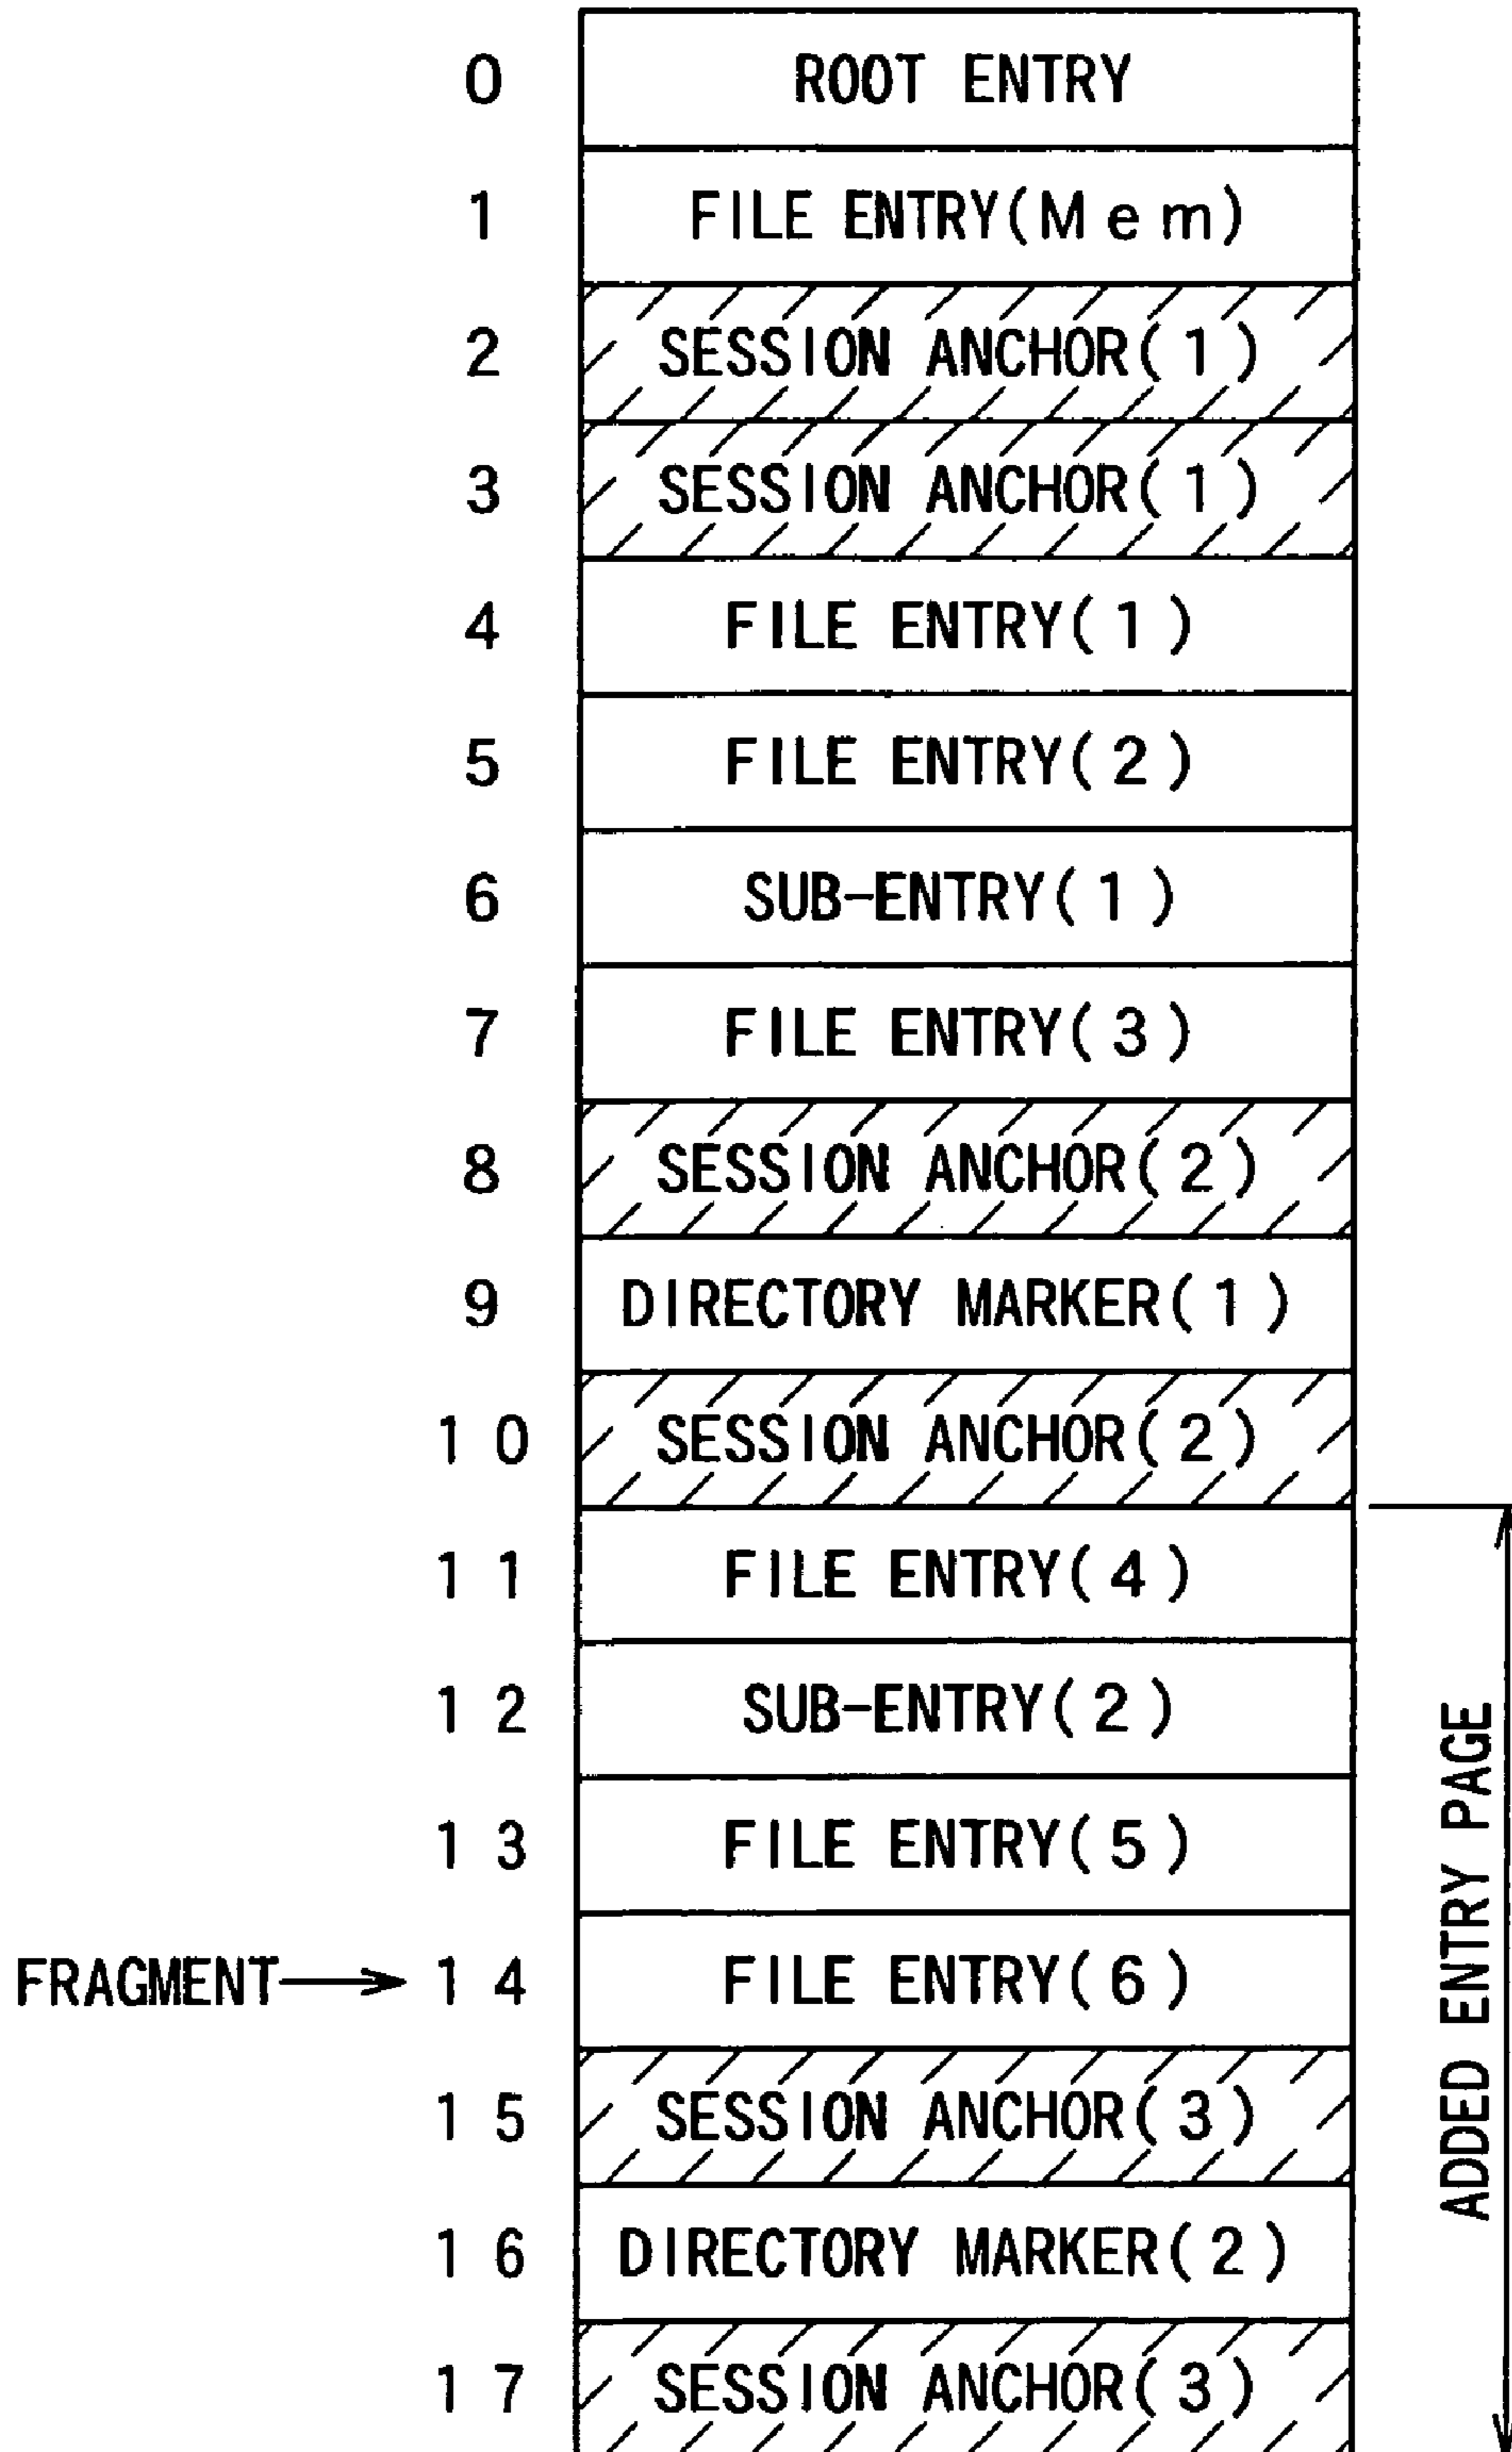 0 ROOT ENTRY
1 FILE ENTRY(Mem)
2 SESSION ANCHOR(1)
3 SESSION ANCHOR(1)
4 FILE ENTRY(1)
5 FILE ENTRY(2)
6 SUB-ENTRY(1)
7 FILE ENTRY(3)
8 SESSION ANCHOR(2)
9 DIRECTORY MARKER(1)
10 SESSION ANCHOR(2)
11 FILE ENTRY(4)
12 SUB-ENTRY(2)
13 FILE ENTRY(5)
FRAGMENT 14 FILE ENTRY(6)
15 SESSION ANCHOR(3)
16 DIRECTORY MARKER(2)
17 SESSION ANCHOR(3)
ADDED ENTRY PAGE